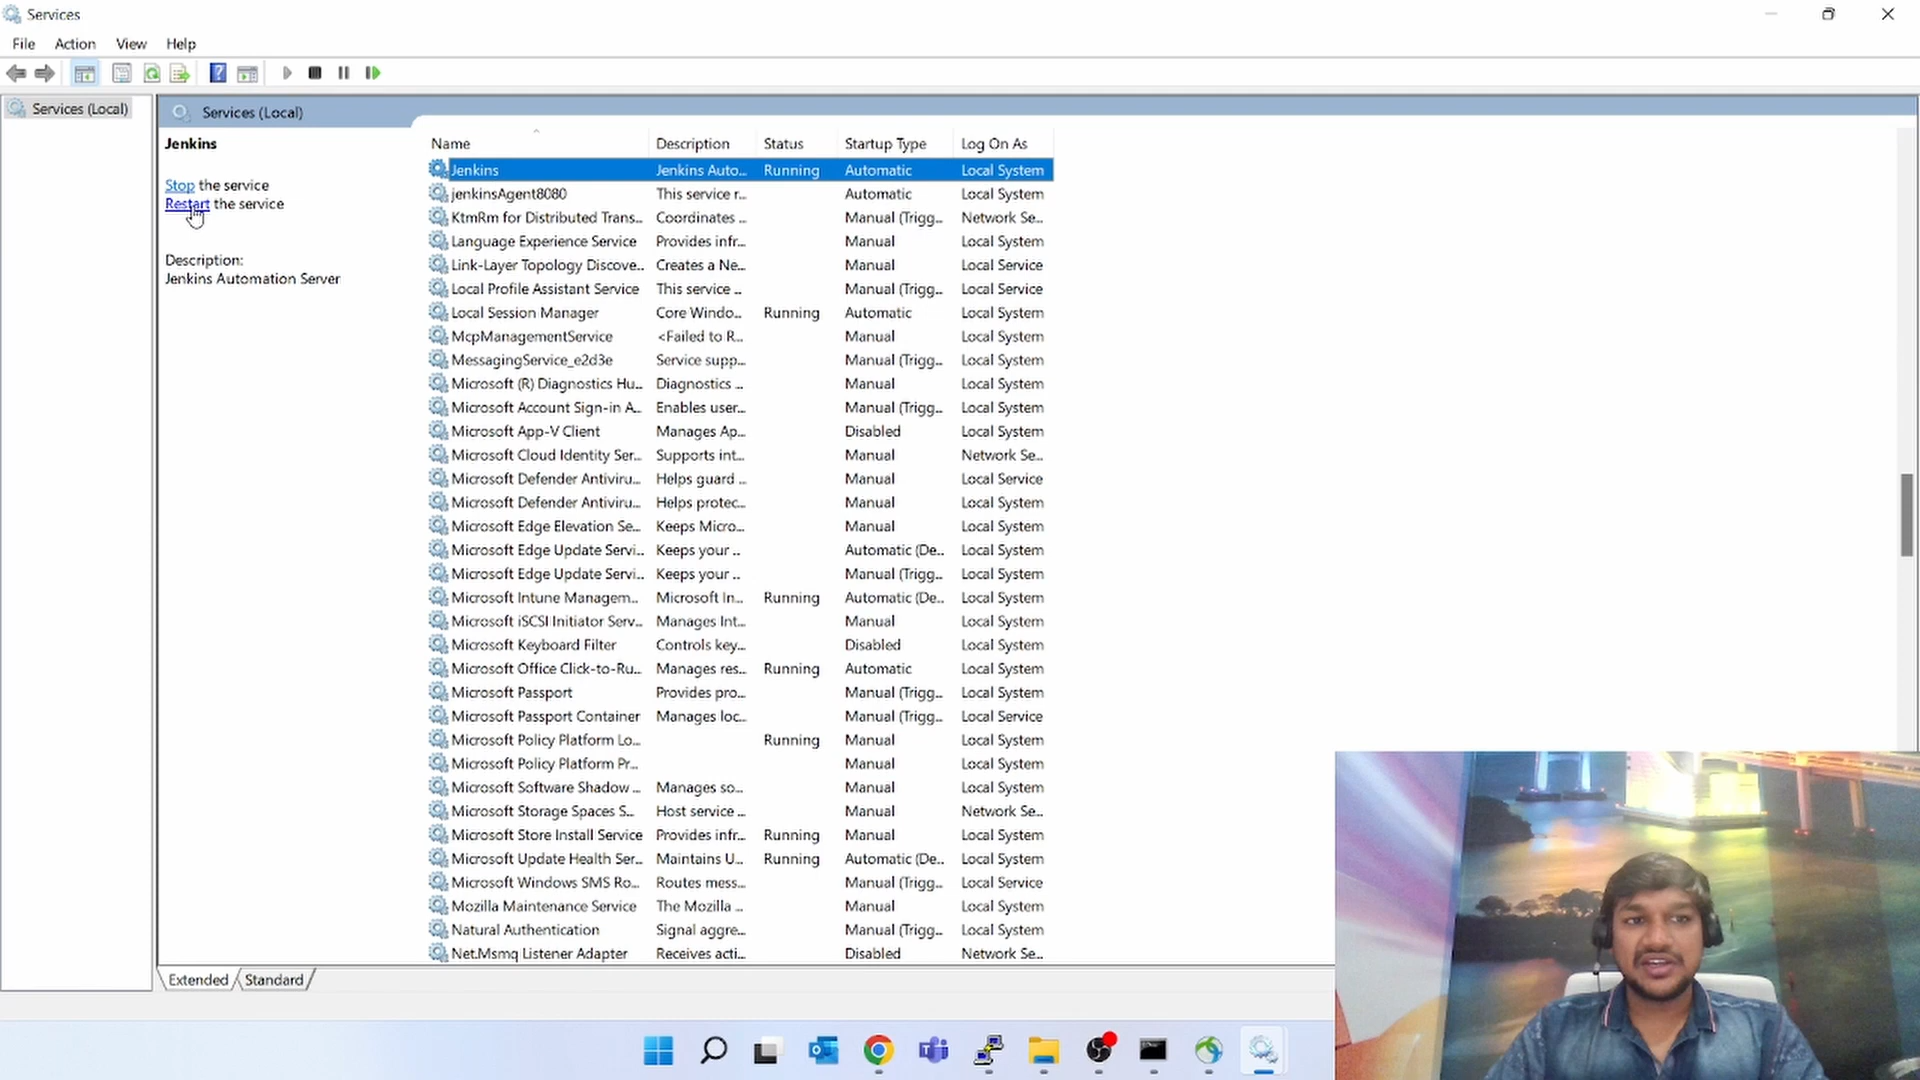 Services
File Action View Help
Services (Local)
Services (Local)
Jenkins
Stop the service
Restart the service
Description:
Jenkins Automation Server
Name Description Status Startup Type Log On As
Jenkins Jenkins Auto... Running Automatic Local System
jenkinsAgent8080 This service r... Automatic Local System
KtmRm for Distributed Trans... Coordinates ... Manual (Trigg... Network Se...
Language Experience Service Provides infr... Manual Local System
Link-Layer Topology Discove... Creates a Ne... Manual Local Service
Local Profile Assistant Service This service ... Manual (Trigg... Local Service
Local Session Manager Core Windo... Running Automatic Local System
McpManagementService <Failed to R... Manual Local System
MessagingService_e2d3e Service supp... Manual (Trigg... Local System
Microsoft (R) Diagnostics Hu... Diagnostics ... Manual Local System
Microsoft Account Sign-in A... Enables user... Manual (Trigg... Local System
Microsoft App-V Client Manages Ap... Disabled Local System
Microsoft Cloud Identity Ser... Supports int... Manual Network Se...
Microsoft Defender Antiviru... Helps guard ... Manual Local Service
Microsoft Defender Antiviru... Helps protec... Manual Local System
Microsoft Edge Elevation Se... Keeps Micro... Manual Local System
Microsoft Edge Update Servi... Keeps your ... Automatic (De... Local System
Microsoft Edge Update Servi... Keeps your ... Manual (Trigg... Local System
Microsoft Intune Managem... Microsoft In... Running Automatic (De... Local System
Microsoft iSCSI Initiator Serv... Manages Int... Manual Local System
Microsoft Keyboard Filter Controls key... Disabled Local System
Microsoft Office Click-to-Ru... Manages res... Running Automatic Local System
Microsoft Passport Provides pro... Manual (Trigg... Local System
Microsoft Passport Container Manages loc... Manual (Trigg... Local Service
Microsoft Policy Platform Lo... Running Manual Local System
Microsoft Policy Platform Pr... Manual Local System
Microsoft Software Shadow ... Manages so... Manual Local System
Microsoft Storage Spaces S... Host service ... Manual Network Se...
Microsoft Store Install Service Provides infr... Running Manual Local System
Microsoft Update Health Ser... Maintains U... Running Automatic (De... Local System
Microsoft Windows SMS Ro... Routes mess... Manual (Trigg... Local Service
Mozilla Maintenance Service The Mozilla ... Manual Local System
Natural Authentication Signal aggre... Manual (Trigg... Local System
Net.Msmq Listener Adapter Receives acti... Disabled Network Se...
Extended Standard